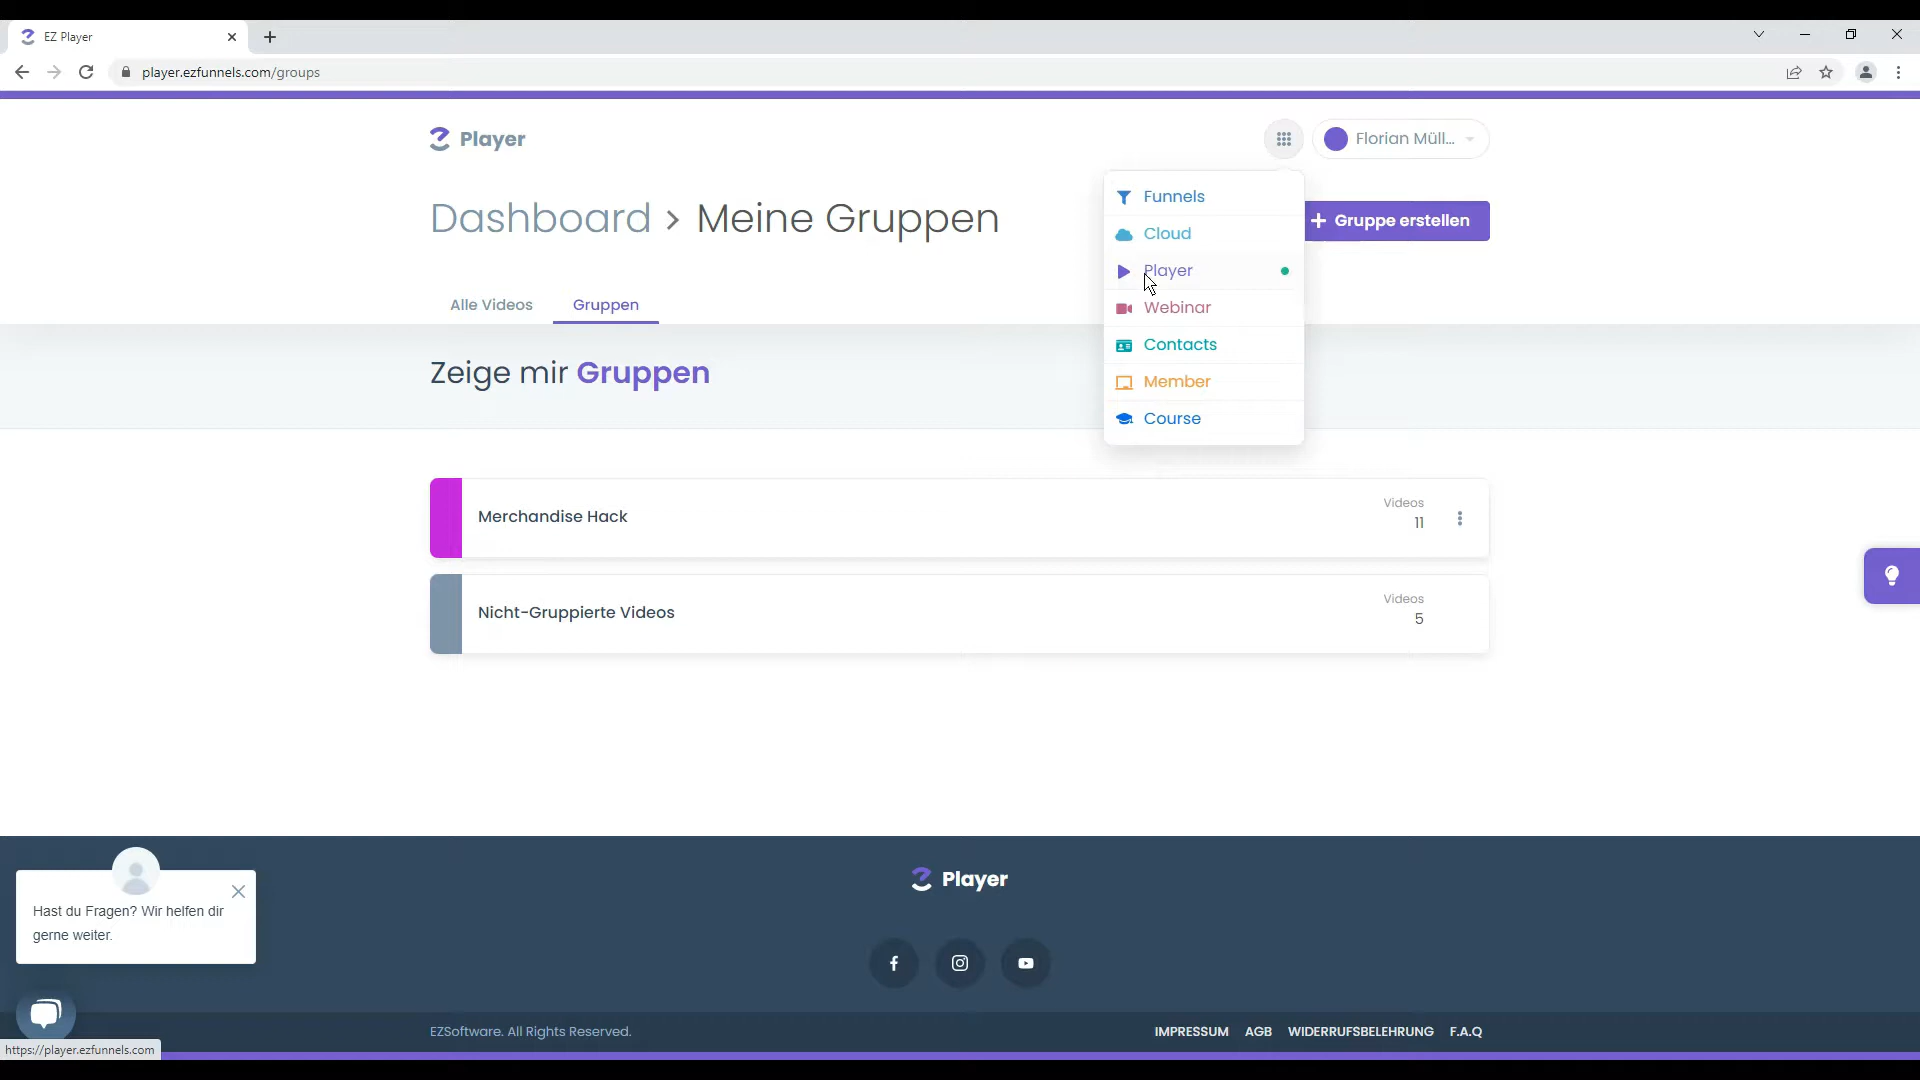 EZ Player
player.ezfunnels.com/groups
Player
Florian Müll...
Dashboard > Meine Gruppen
Gruppe erstellen
Funnels
Cloud
Player
Webinar
Contacts
Member
Course
Alle Videos
Gruppen
Zeige mir Gruppen
Merchandise Hack
Videos
11
Nicht-Gruppierte Videos
Videos
5
Player
Hast du Fragen? Wir helfen dir
gerne weiter.
EZSoftware. All Rights Reserved.
IMPRESSUM AGB WIDERRUFSBELEHRUNG F.A.Q
https://player.ezfunnels.com